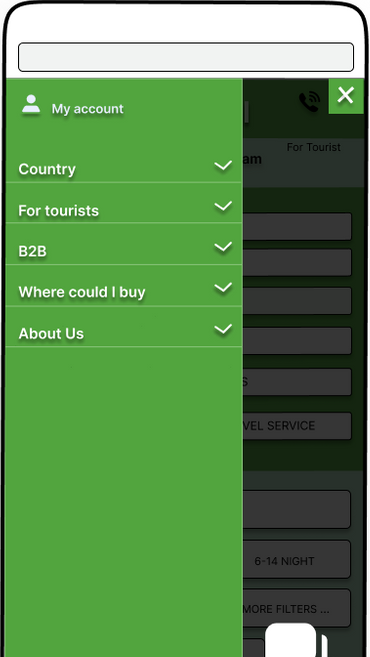 My account
For Tourist
am
Country
For tourists
B2B
Where could I buy
About Us
S
VEL SERVICE
6-14 NIGHT
MORE FILTERS ...